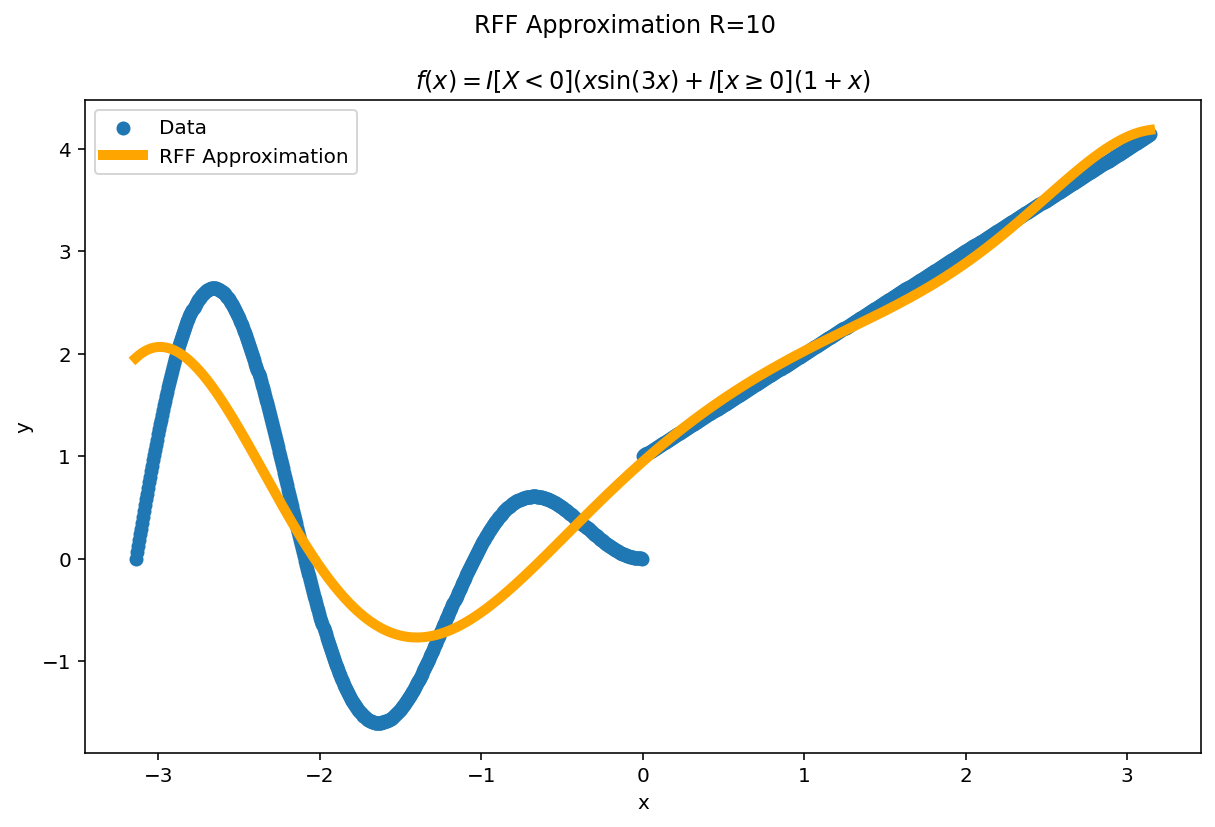 RFF Approximation R=10
f(x) = I[X < 0](xsin(3x) + I[x ≥ 0](1 + x)
Data
RFF Approximation
4
3
2
1
0
−1
y
−3 −2 −1 0 1 2 3
x